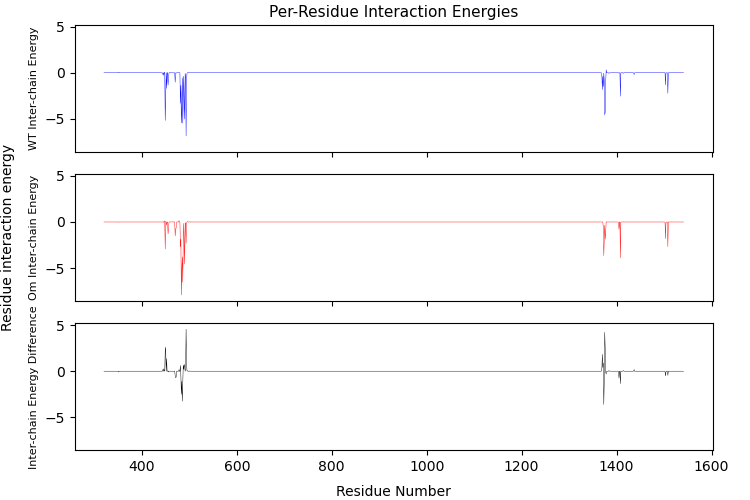 Per-Residue Interaction Energies
Residue interaction energy
WT Inter-chain Energy
5
0
−5
Om Inter-chain Energy
5
0
−5
Inter-chain Energy Difference
5
0
−5
400 600 800 1000 1200 1400 1600
Residue Number